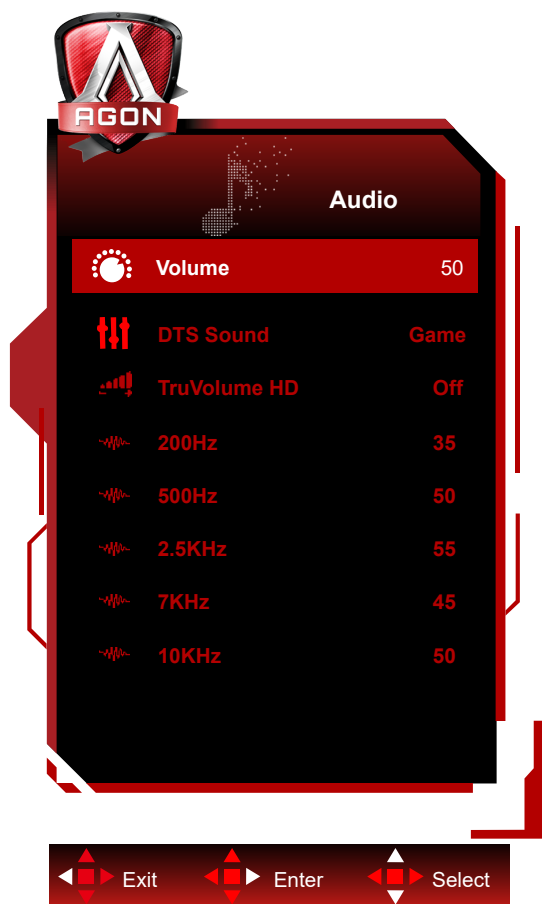 AGON
Audio
Volume 50
DTS Sound Game
TruVolume HD Off
200Hz 35
500Hz 50
2.5KHz 55
7KHz 45
10KHz 50
Exit Enter Select